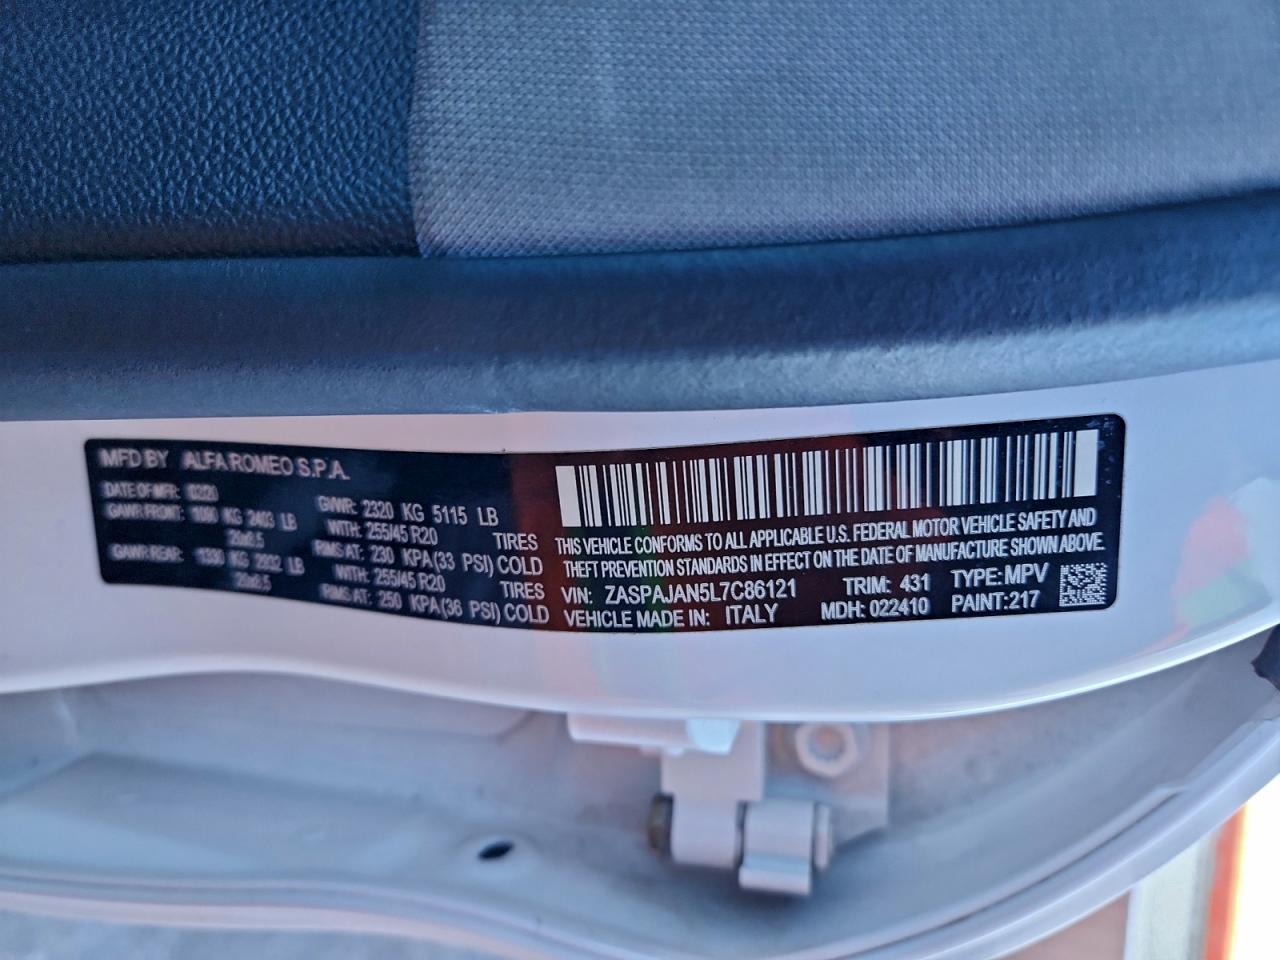 MFD BY ALFA ROMEO S.P.A.
DATE OF MFR: 02/20 GVWR: 2320 KG 5115 LB
GAWR FRONT: 1090 KG 2403 LB WITH: 255/45 R20 TIRES
20x8.5 RIMS AT: 230 KPA(33 PSI) COLD
GAWR REAR: 1330 KG 2932 LB WITH: 255/45 R20 TIRES
20x8.5 RIMS AT: 250 KPA(36 PSI) COLD
THIS VEHICLE CONFORMS TO ALL APPLICABLE U.S. FEDERAL MOTOR VEHICLE SAFETY AND
THEFT PREVENTION STANDARDS IN EFFECT ON THE DATE OF MANUFACTURE SHOWN ABOVE.
VIN: ZASPAJAN5L7C86121 TRIM: 431 TYPE: MPV
VEHICLE MADE IN: ITALY MDH: 022410 PAINT: 217